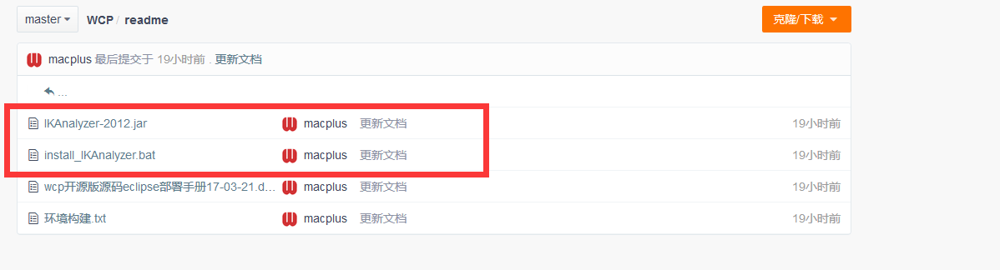 master WCP / readme 克隆/下载
macplus 最后提交于 19小时前 . 更新文档
...
IKAnalyzer-2012.jar macplus 更新文档 19小时前
install_IKAnalyzer.bat macplus 更新文档 19小时前
wcp开源版源码eclipse部署手册17-03-21.d... macplus 更新文档 19小时前
环境构建.txt macplus 更新文档 19小时前